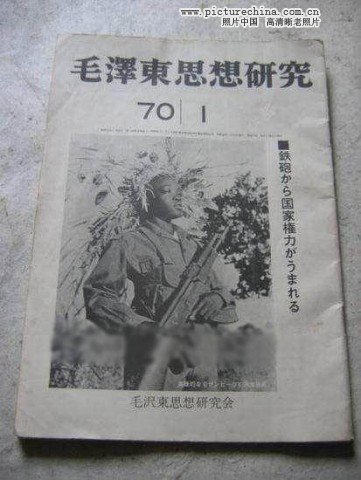 www.picturechina.com.cn
照片中国 高清晰老照片
毛澤東思想研究
70 | 1
■鉄砲から国家権力がうまれる
毛沢東思想研究会